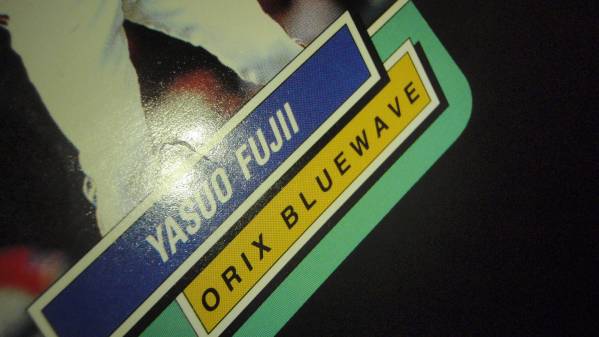 YASUO FUJII
ORIX BLUEWAVE